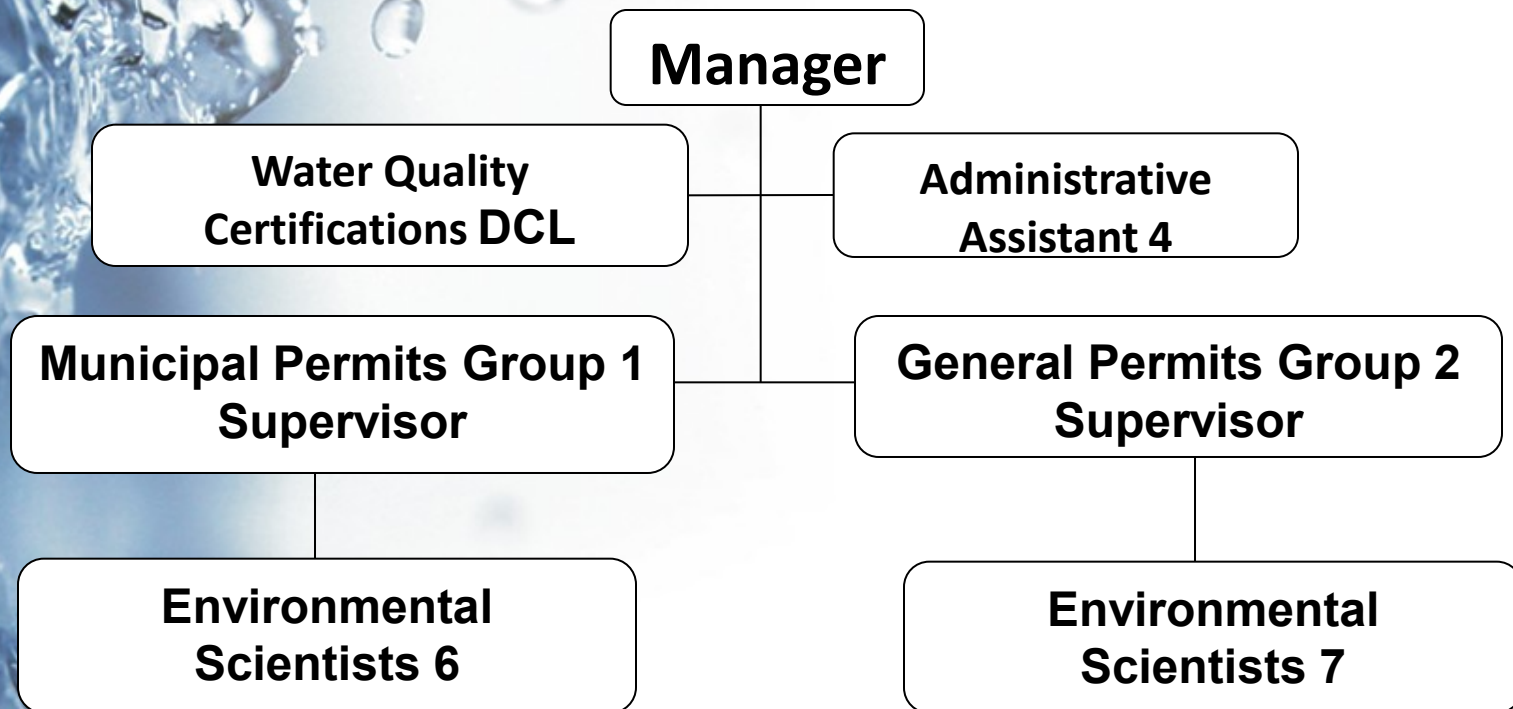 Manager
Water Quality
Certifications DCL
Administrative
Assistant 4
Municipal Permits Group 1
Supervisor
General Permits Group 2
Supervisor
Environmental
Scientists 6
Environmental
Scientists 7